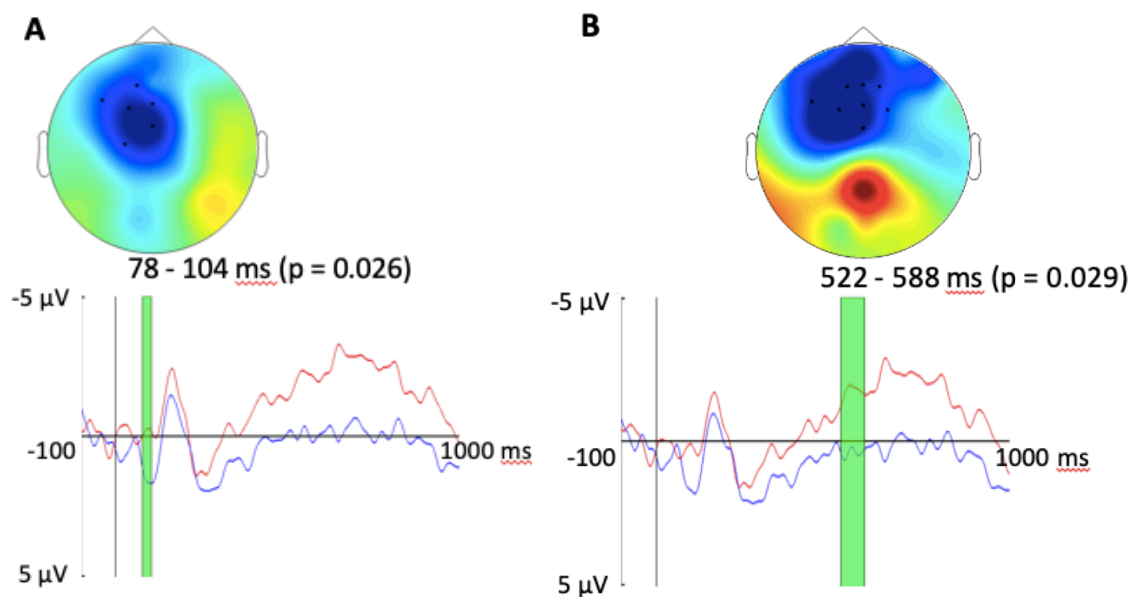 A
78 - 104 ms (p = 0.026)
-5 µV
-100
1000 ms
5 µV
B
522 - 588 ms (p = 0.029)
-5 µV
-100
1000 ms
5 µV